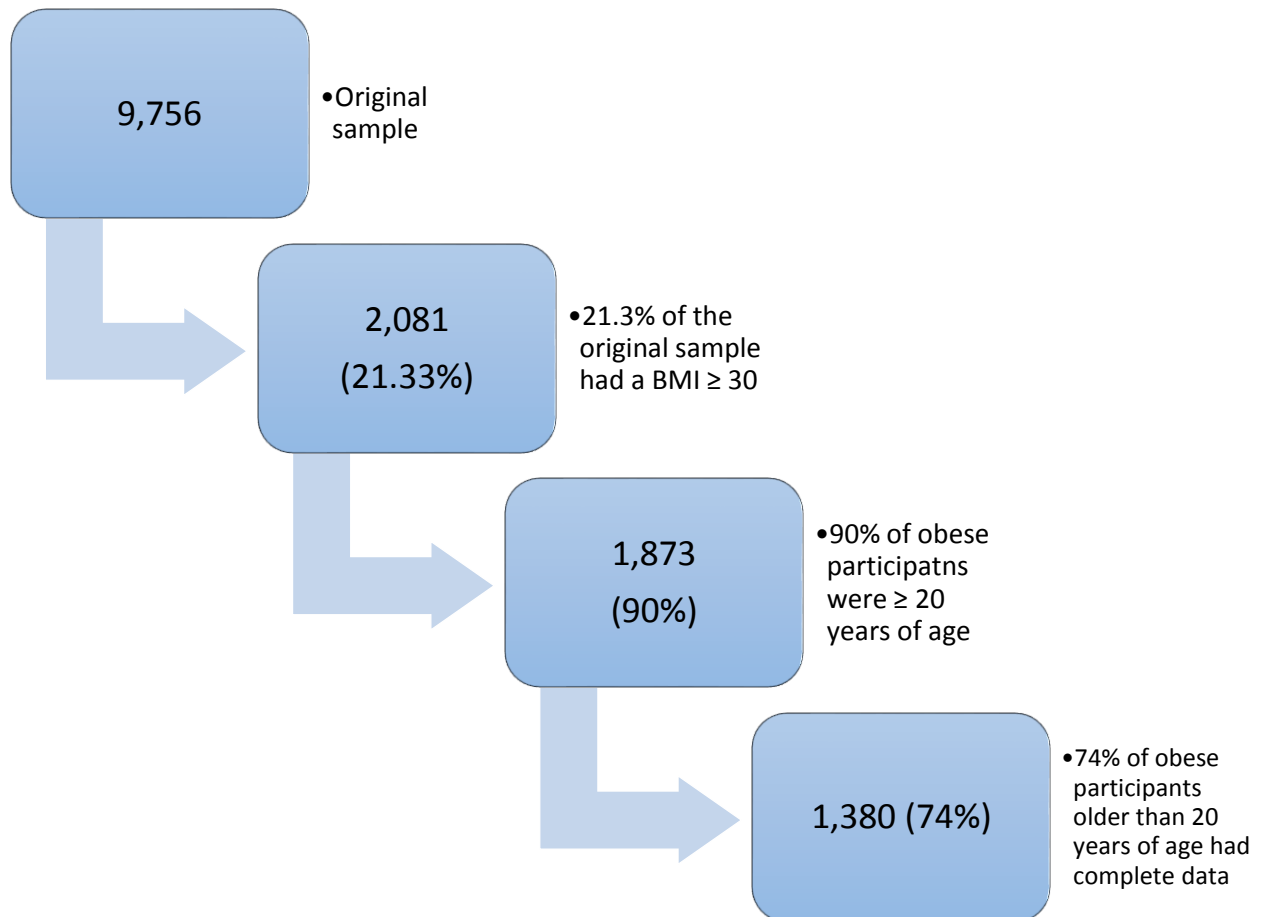 9,756
•Original
sample
2,081
(21.33%)
•21.3% of the
original sample
had a BMI ≥ 30
1,873
(90%)
•90% of obese
participatns
were ≥ 20
years of age
1,380 (74%)
•74% of obese
participants
older than 20
years of age had
complete data